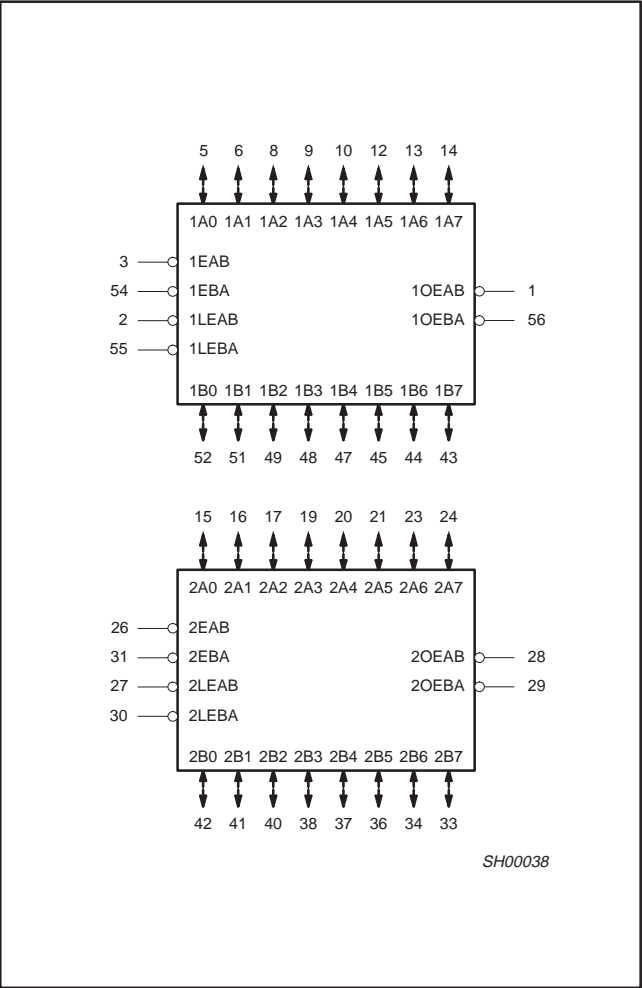 5 6 8 9 10 12 13 14
1A0 1A1 1A2 1A3 1A4 1A5 1A6 1A7
3 1EAB
54 1EBA 1OEAB 1
2 1LEAB 1OEBA 56
55 1LEBA
1B0 1B1 1B2 1B3 1B4 1B5 1B6 1B7
52 51 49 48 47 45 44 43
15 16 17 19 20 21 23 24
2A0 2A1 2A2 2A3 2A4 2A5 2A6 2A7
26 2EAB
31 2EBA 2OEAB 28
27 2LEAB 2OEBA 29
30 2LEBA
2B0 2B1 2B2 2B3 2B4 2B5 2B6 2B7
42 41 40 38 37 36 34 33
SH00038